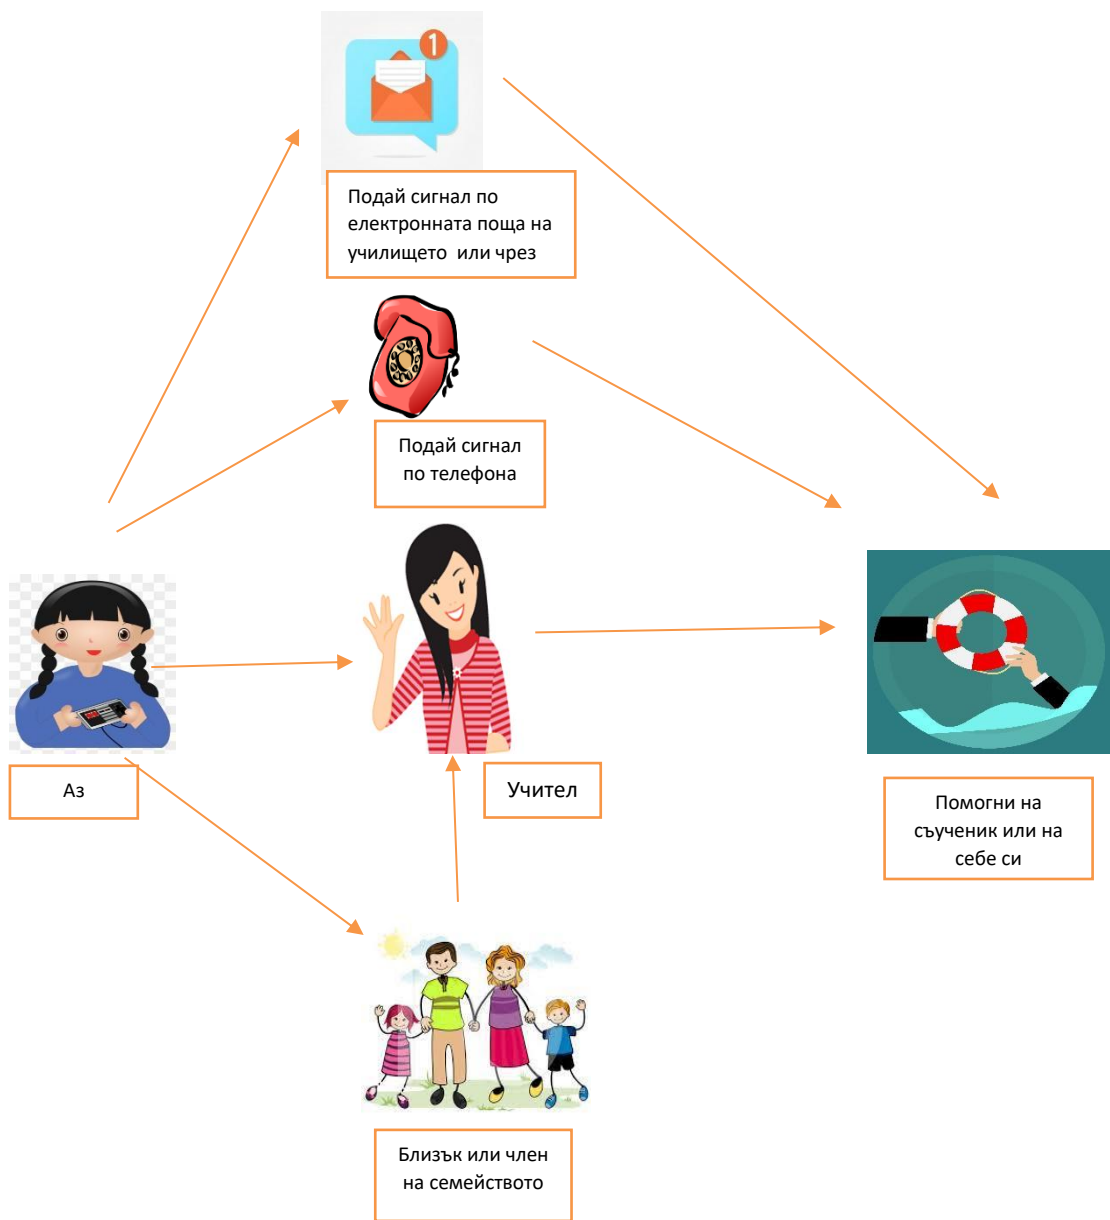 1
Подай сигнал по
електронната поща на
училището или чрез
Подай сигнал
по телефона
Аз
Учител
Помогни на
съученик или на
себе си
Близък или член
на семейството